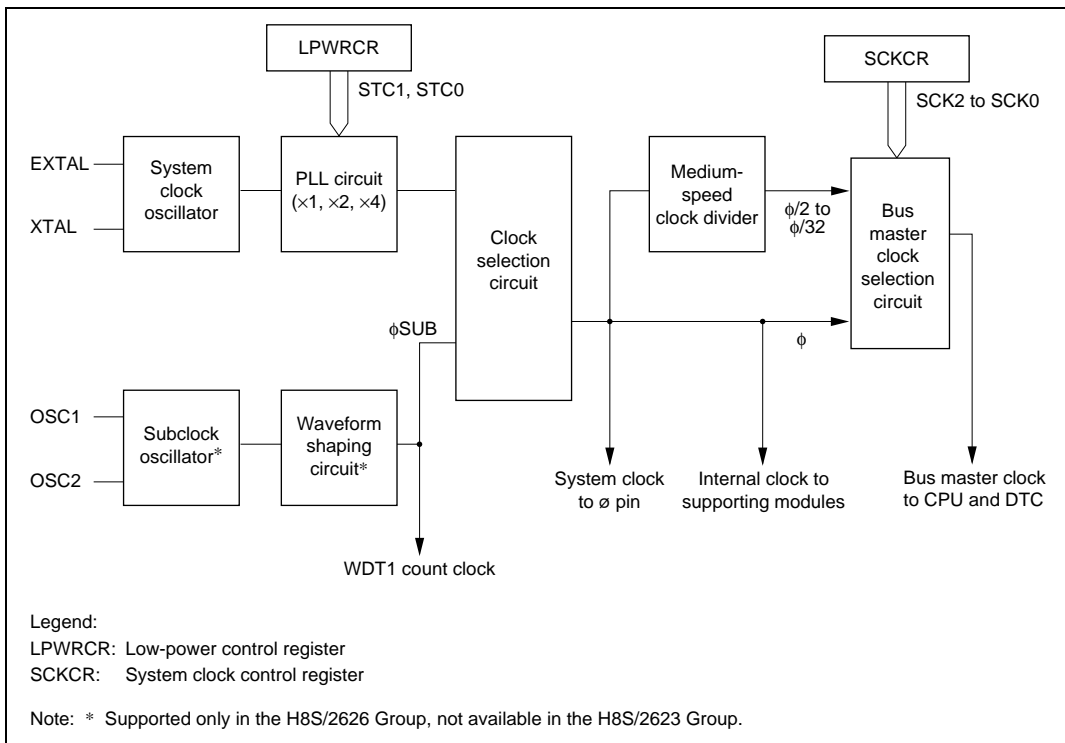 LPWRCR
STC1, STC0
SCKCR
SCK2 to SCK0
EXTAL
XTAL
System
clock
oscillator
PLL circuit
(×1, ×2, ×4)
Clock
selection
circuit
Medium-
speed
clock divider
ϕ/2 to
ϕ/32
Bus
master
clock
selection
circuit
ϕSUB
ϕ
OSC1
OSC2
Subclock
oscillator*
Waveform
shaping
circuit*
System clock
to ø pin
Internal clock to
supporting modules
Bus master clock
to CPU and DTC
WDT1 count clock
Legend:
LPWRCR: Low-power control register
SCKCR: System clock control register
Note: * Supported only in the H8S/2626 Group, not available in the H8S/2623 Group.